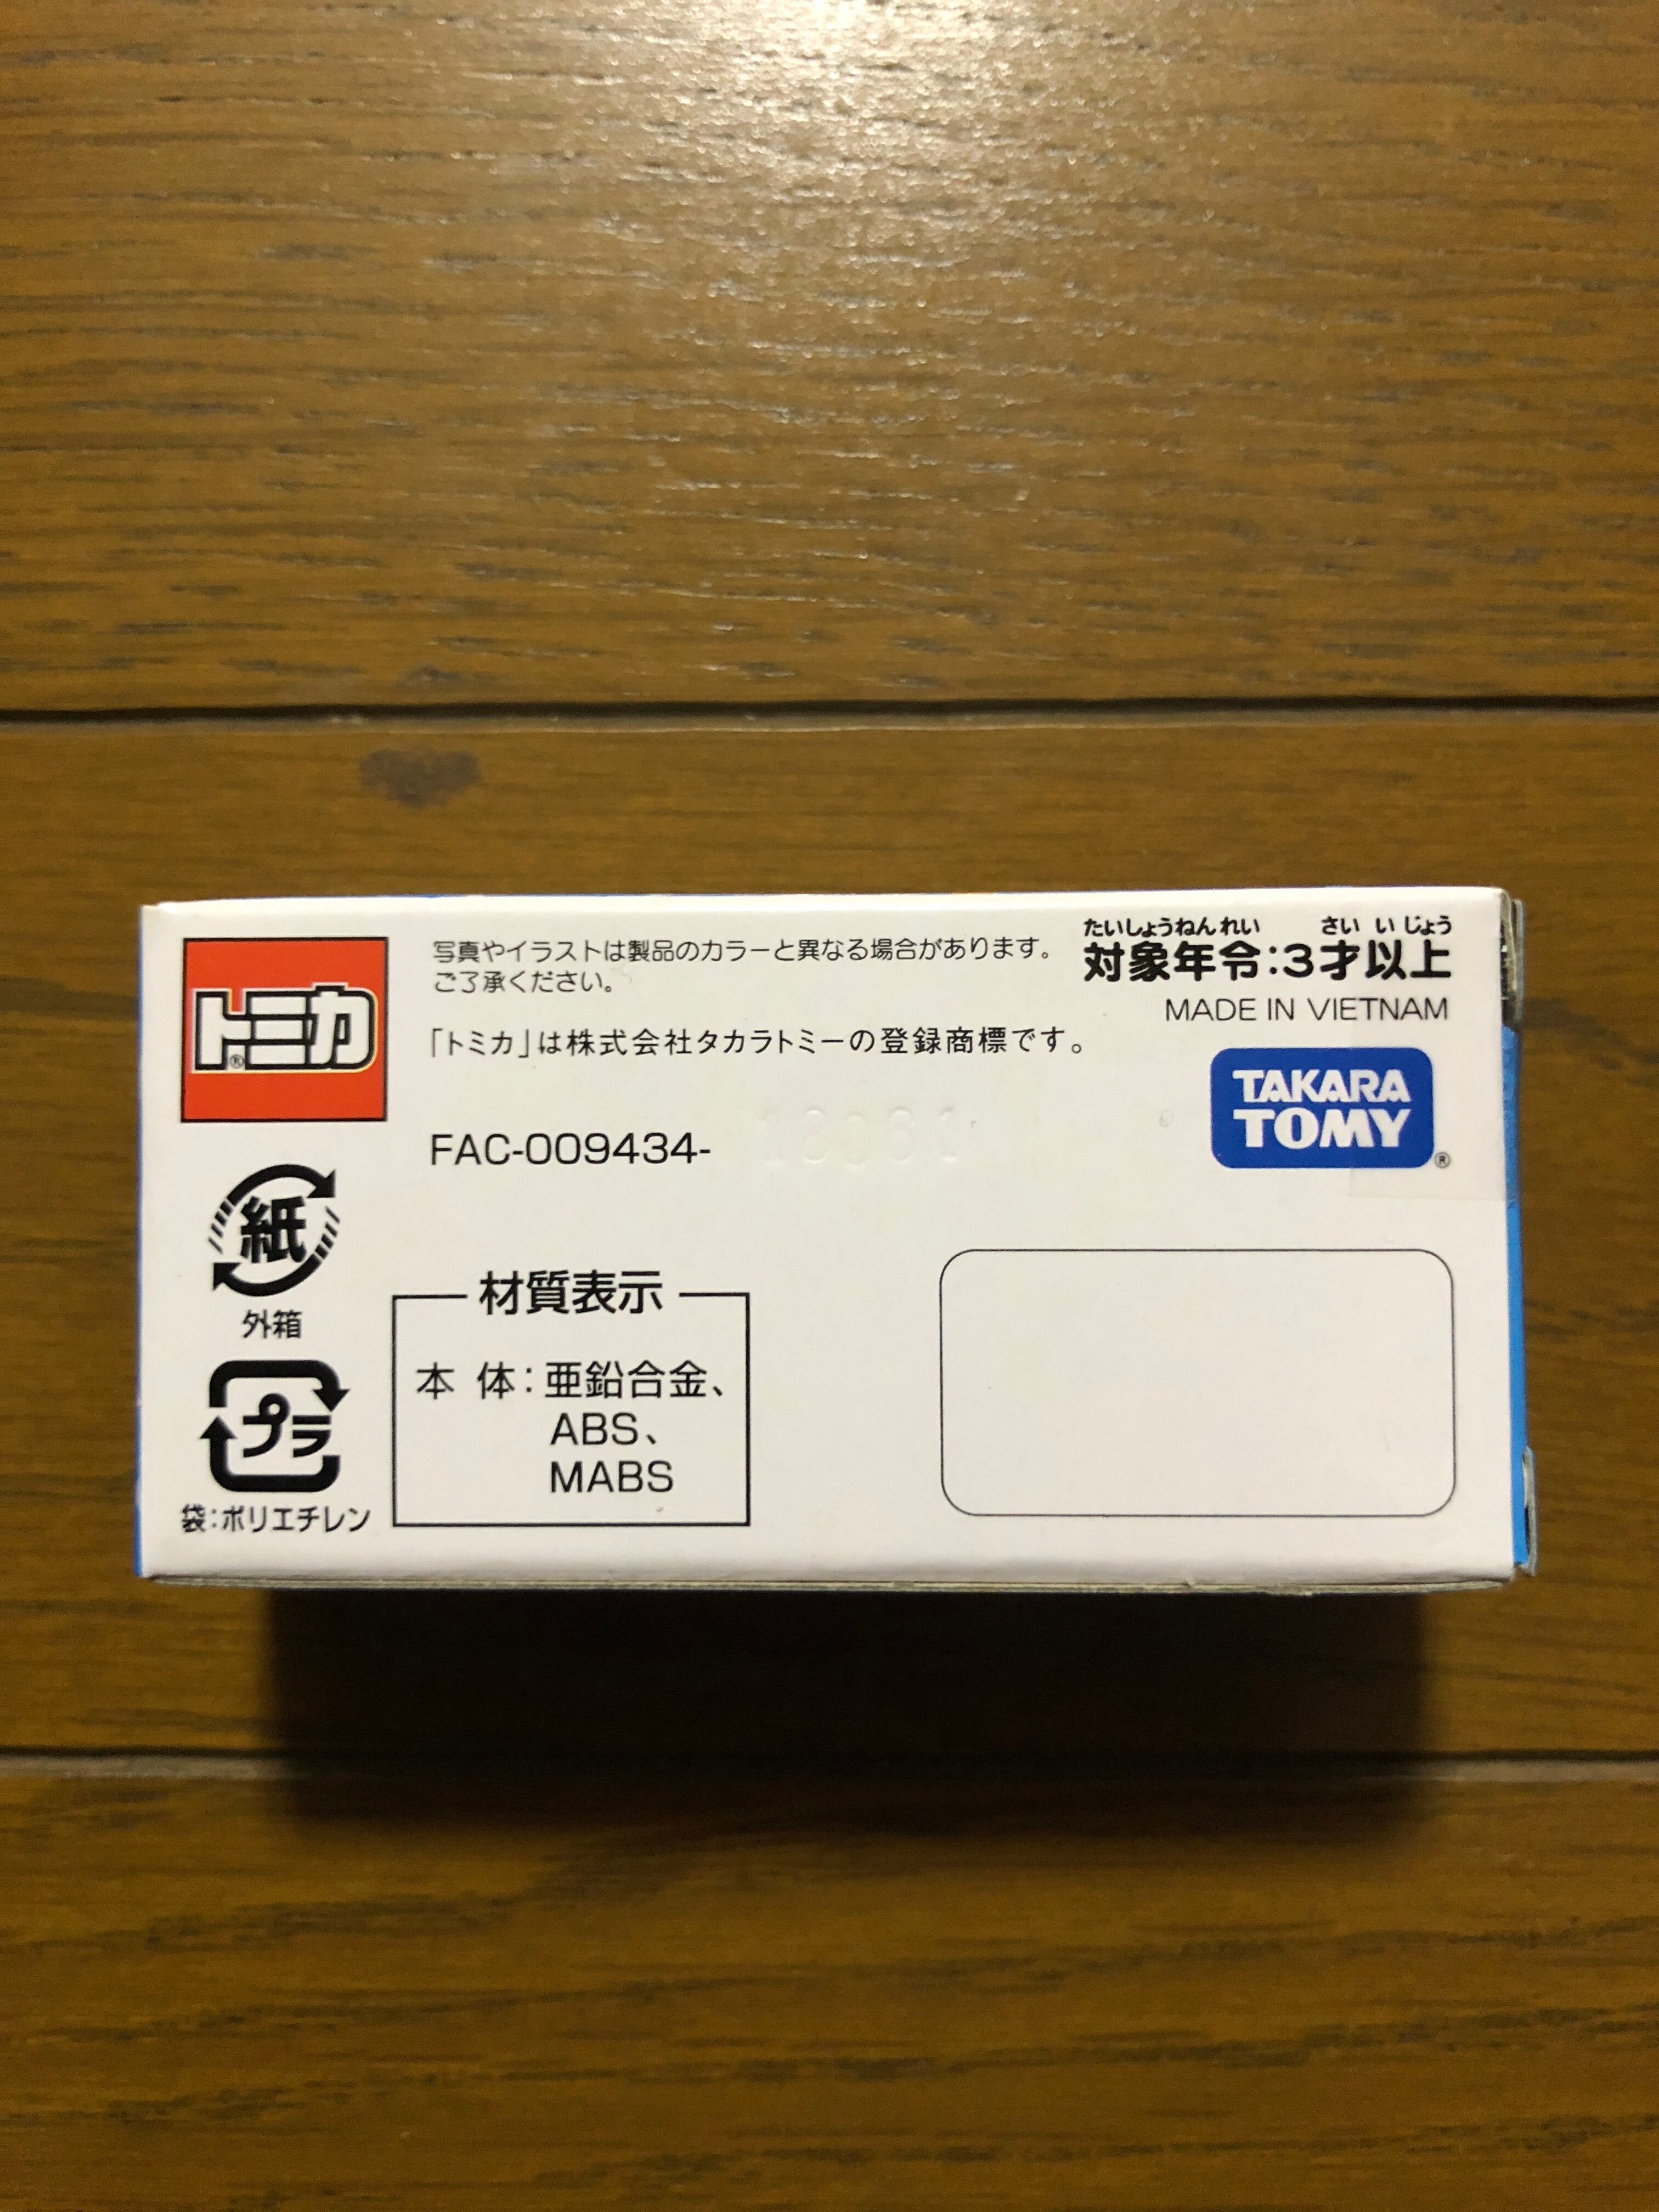 トミカ®
写真やイラストは製品のカラーと異なる場合があります。
ご了承ください。
「トミカ」は株式会社タカラトミーの登録商標です。
FAC-009434-
たいしょうねんれい さい い じょう
対象年令:3才以上
MADE IN VIETNAM
TAKARA
TOMY®
紙
外箱
プラ
袋:ポリエチレン
材質表示
本 体:亜鉛合金、
ABS、
MABS